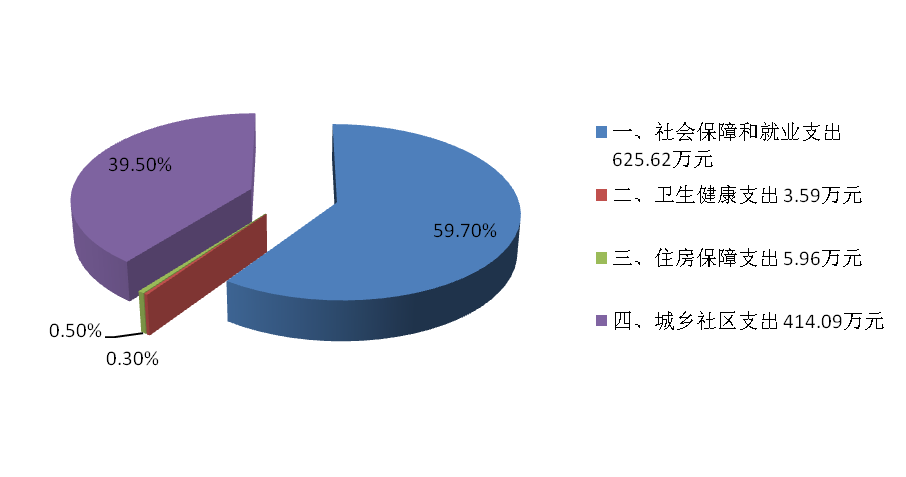 39.50%
59.70%
0.50%
0.30%
一、社会保障和就业支出
625.62万元
二、卫生健康支出 3.59万元
三、住房保障支出 5.96万元
四、城乡社区支出 414.09万元